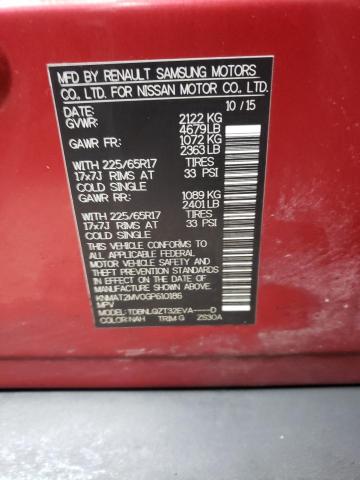 MFD BY RENAULT SAMSUNG MOTORS
CO., LTD. FOR NISSAN MOTOR CO., LTD.
DATE: 10/15
GVWR: 2122 KG
4679 LB
GAWR FR: 1072 KG
2363 LB
WITH 225/65R17 TIRES
17x7J RIMS AT 33 PSI
COLD SINGLE
GAWR RR: 1089 KG
2401 LB
WITH 225/65R17 TIRES
17x7J RIMS AT 33 PSI
COLD SINGLE
THIS VEHICLE CONFORMS TO
ALL APPLICABLE FEDERAL
MOTOR VEHICLE SAFETY AND
THEFT PREVENTION STANDARDS
IN EFFECT ON THE DATE OF
MANUFACTURE SHOWN ABOVE.
KNMAT2MV0GP610186
MPV
MODEL: TDBNLQZT32EVA-----D
COLOR:NAH TRIM:G ZS30A